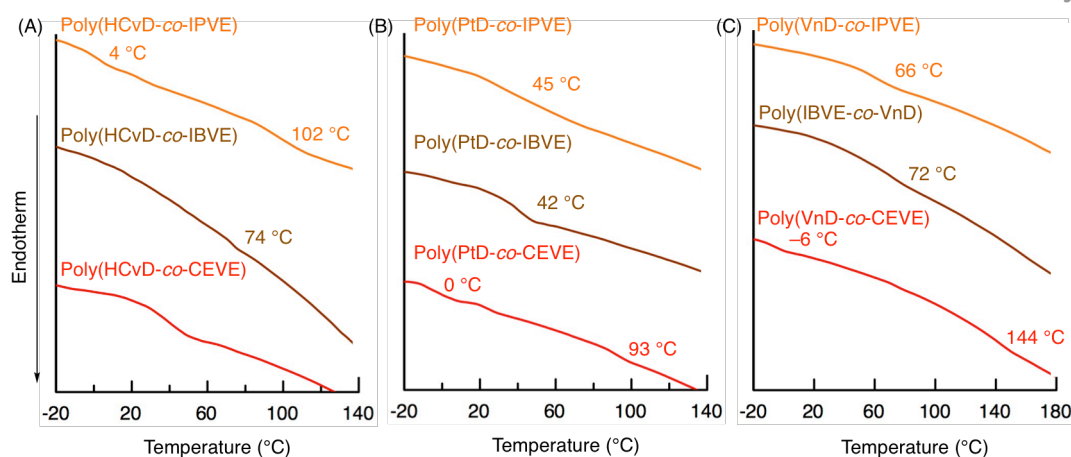 (A)
Poly(HCvD-co-IPVE)
4 °C
102 °C
Poly(HCvD-co-IBVE)
74 °C
Poly(HCvD-co-CEVE)
Endotherm
-20 20 60 100 140
Temperature (°C)
(B)
Poly(PtD-co-IPVE)
45 °C
Poly(PtD-co-IBVE)
42 °C
Poly(PtD-co-CEVE)
0 °C
93 °C
-20 20 60 100 140
Temperature (°C)
(C)
Poly(VnD-co-IPVE)
66 °C
Poly(IBVE-co-VnD)
72 °C
Poly(VnD-co-CEVE)
–6 °C
144 °C
-20 20 60 100 140 180
Temperature (°C)